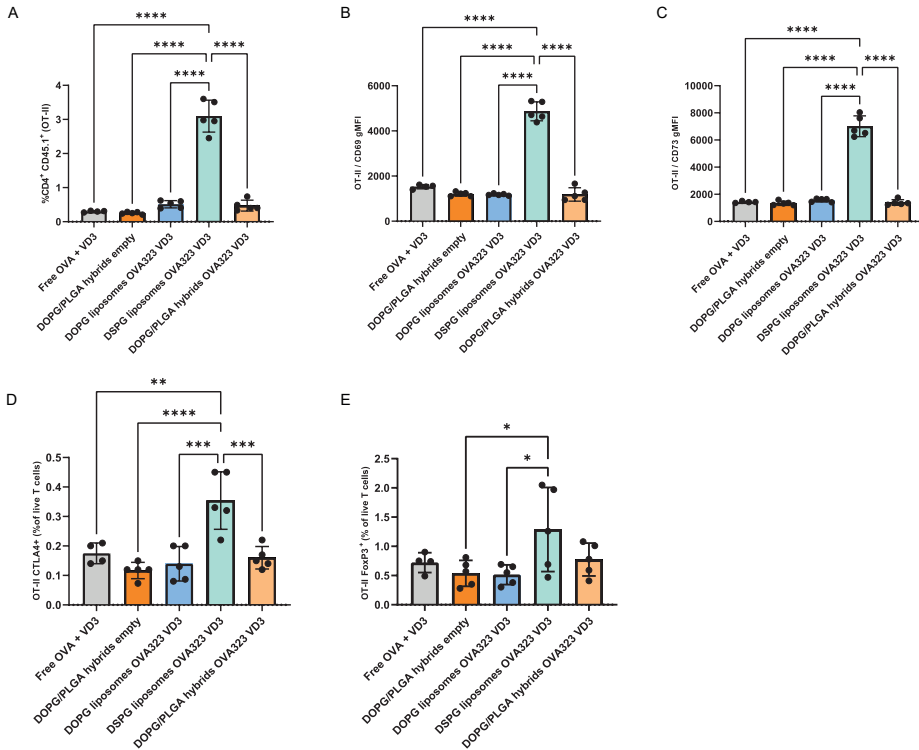 A
****
****
****
****
%CD4⁺ CD45.1⁺ (OT-II)
4
3
2
1
0
Free OVA + VD3
DOPG/PLGA hybrids empty
DOPG liposomes OVA323 VD3
DSPG liposomes OVA323 VD3
DOPG/PLGA hybrids OVA323 VD3
B
****
****
****
****
OT-II / CD69 gMFI
6000
4000
2000
0
Free OVA + VD3
DOPG/PLGA hybrids empty
DOPG liposomes OVA323 VD3
DSPG liposomes OVA323 VD3
DOPG/PLGA hybrids OVA323 VD3
C
****
****
****
****
OT-II / CD73 gMFI
10000
8000
6000
4000
2000
0
Free OVA + VD3
DOPG/PLGA hybrids empty
DOPG liposomes OVA323 VD3
DSPG liposomes OVA323 VD3
DOPG/PLGA hybrids OVA323 VD3
D
**
****
***
***
OT-II CTLA4+ (%of live T cells)
0.5
0.4
0.3
0.2
0.1
0.0
Free OVA + VD3
DOPG/PLGA hybrids empty
DOPG liposomes OVA323 VD3
DSPG liposomes OVA323 VD3
DOPG/PLGA hybrids OVA323 VD3
E
*
*
OT-II FoxP3⁺ (% of live T cells)
2.5
2.0
1.5
1.0
0.5
0.0
Free OVA + VD3
DOPG/PLGA hybrids empty
DOPG liposomes OVA323 VD3
DSPG liposomes OVA323 VD3
DOPG/PLGA hybrids OVA323 VD3